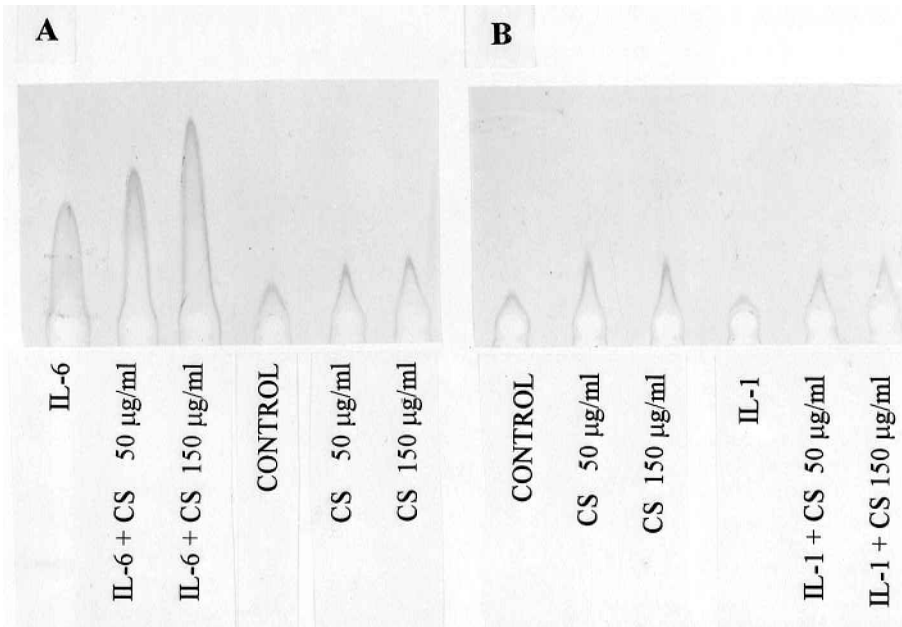 A
IL-6
IL-6 + CS 50 µg/ml
IL-6 + CS 150 µg/ml
CONTROL
CS 50 µg/ml
CS 150 µg/ml
B
CONTROL
CS 50 µg/ml
CS 150 µg/ml
IL-1
IL-1 + CS 50 µg/ml
IL-1 + CS 150 µg/ml